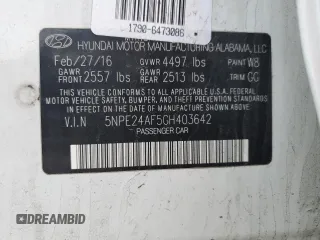 1790-6473086
HYUNDAI MOTOR MANUFACTURING ALABAMA, LLC
Feb/27/16 GVWR 4497 lbs PAINT W8
GAWR FRONT 2557 lbs GAWR REAR 2513 lbs TRIM GG
THIS VEHICLE CONFORMS TO ALL APPLICABLE
U.S. FEDERAL MOTOR VEHICLE SAFETY, BUMPER,
AND THEFT PREVENTION STANDARDS
IN EFFECT ON THE DATE OF MANUFACTURE
SHOWN ABOVE.
V.I.N 5NPE24AF5GH403642
PASSENGER CAR
© DREAMBID.COM